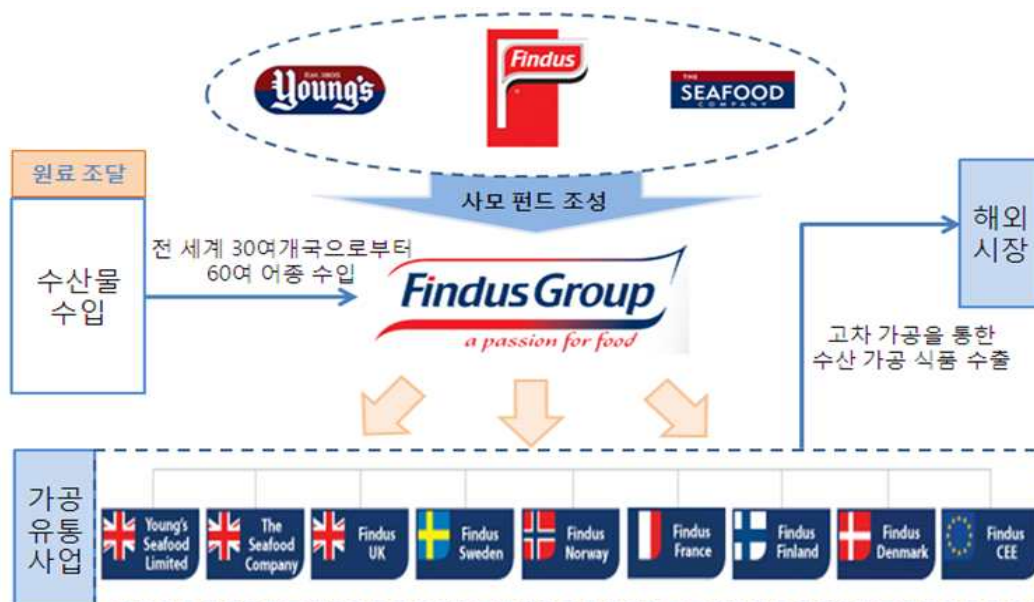 Est. 1805
Young's
Findus
THE
SEAFOOD
COMPANY
원료 조달
사모 펀드 조성
해외
시장
전 세계 30여개국으로부터
60여 어종 수입
수산물
수입
Findus Group
a passion for food
고차 가공을 통한
수산 가공 식품 수출
가공
유통
사업
Young's
Seafood
Limited
The
Seafood
Company
Findus
UK
Findus
Sweden
Findus
Norway
Findus
France
Findus
Finland
Findus
Denmark
Findus
CEE